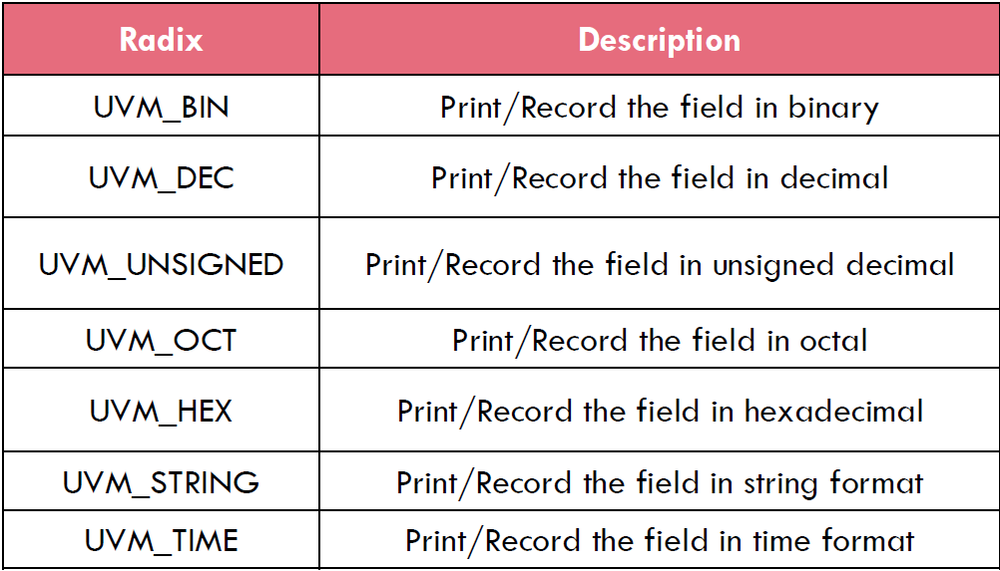 Radix Description
UVM_BIN Print/Record the field in binary
UVM_DEC Print/Record the field in decimal
UVM_UNSIGNED Print/Record the field in unsigned decimal
UVM_OCT Print/Record the field in octal
UVM_HEX Print/Record the field in hexadecimal
UVM_STRING Print/Record the field in string format
UVM_TIME Print/Record the field in time format